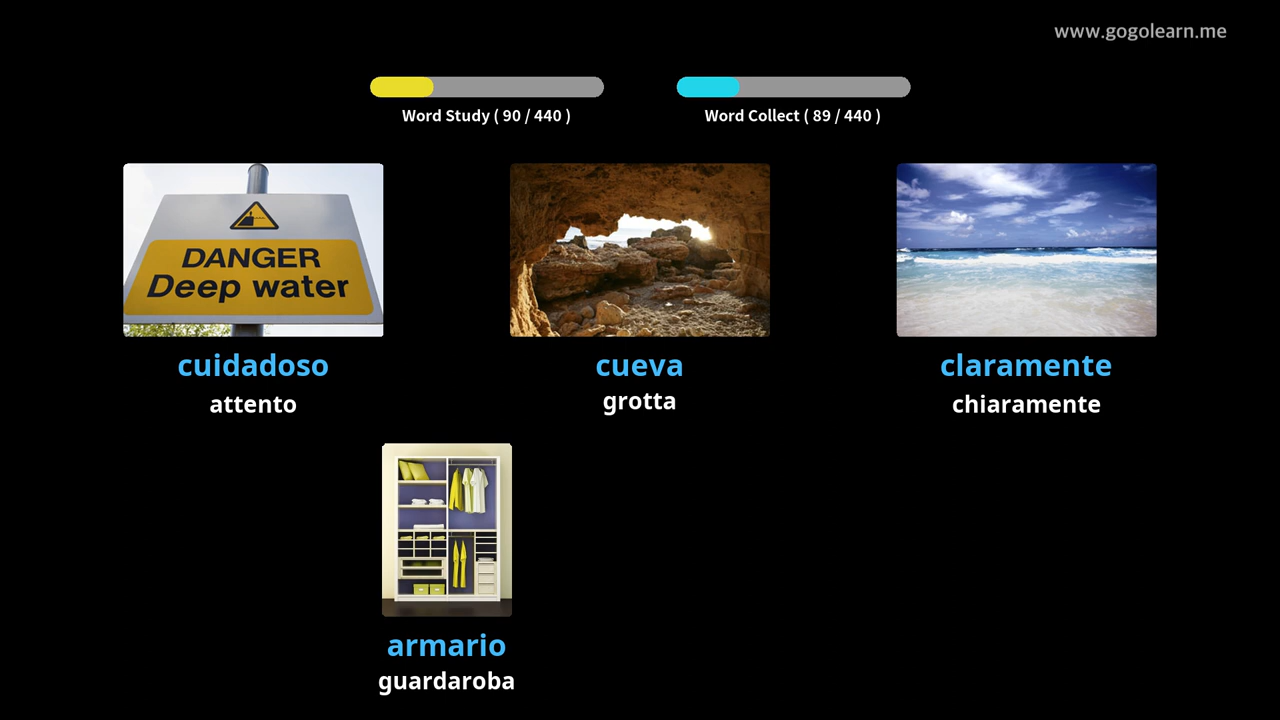 www.gogolearn.me
Word Study ( 90 / 440 )
Word Collect ( 89 / 440 )
DANGER
Deep water
cuidadoso
attento
cueva
grotta
claramente
chiaramente
armario
guardaroba